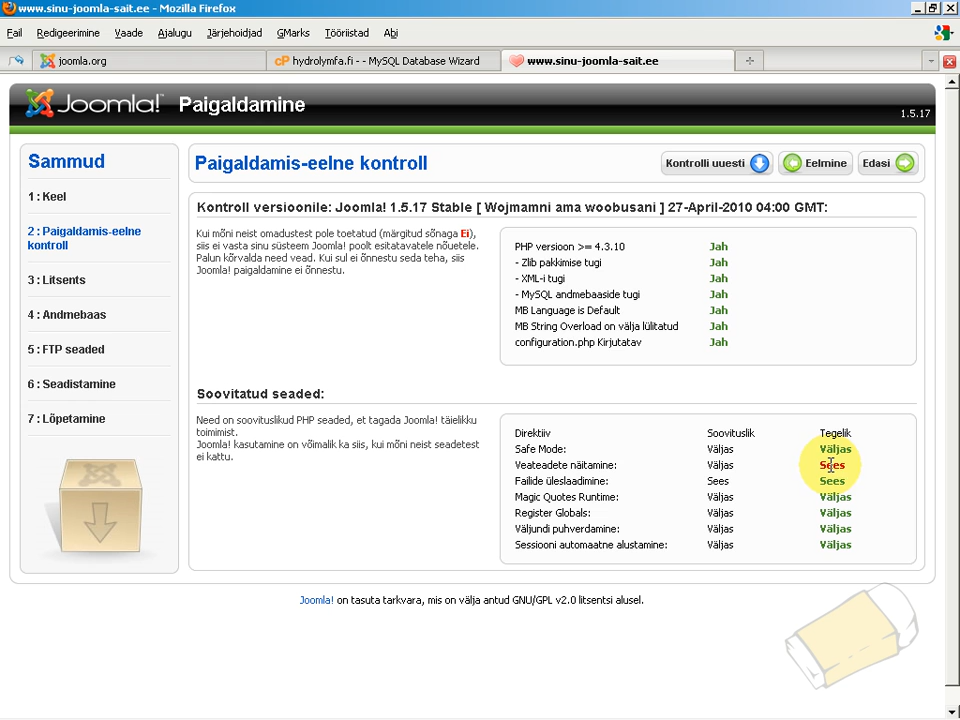 www.sinu-joomla-sait.ee - Mozilla Firefox
Fail Redigeerimine Vaade Ajalugu Järjehoidjad GMarks Tööriistad Abi
joomla.org
cP hydrolymfa.fi - - MySQL Database Wizard
www.sinu-joomla-sait.ee
Joomla! Paigaldamine
1.5.17
Sammud
1 : Keel
2 : Paigaldamis-eelne
kontroll
3 : Litsents
4 : Andmebaas
5 : FTP seaded
6 : Seadistamine
7 : Lõpetamine
Paigaldamis-eelne kontroll
Kontrolli uuesti
Eelmine
Edasi
Kontroll versioonile: Joomla! 1.5.17 Stable [ Wojmamni ama woobusani ] 27-April-2010 04:00 GMT:
Kui mõni neist omadustest pole toetatud (märgitud sõnaga Ei),
siis ei vasta sinu süsteem Joomla! poolt esitatavatele nõuetele.
Palun kõrvalda need vead. Kui sul ei õnnestu seda teha, siis
Joomla! paigaldamine ei õnnestu.
PHP versioon >= 4.3.10 Jah
- Zlib pakkimise tugi Jah
- XML-i tugi Jah
- MySQL andmebaaside tugi Jah
MB Language is Default Jah
MB String Overload on välja lülitatud Jah
configuration.php Kirjutatav Jah
Soovitatud seaded:
Need on soovituslikud PHP seaded, et tagada Joomla! täielikku
toimimist.
Joomla! kasutamine on võimalik ka siis, kui mõni neist seadetest
ei kattu.
Direktiiv Soovituslik Tegelik
Safe Mode: Väljas Väljas
Veateadete näitamine: Väljas Sees
Failide üleslaadimine: Sees Sees
Magic Quotes Runtime: Väljas Väljas
Register Globals: Väljas Väljas
Väljundi puhverdamine: Väljas Väljas
Sessiooni automaatne alustamine: Väljas Väljas
Joomla! on tasuta tarkvara, mis on välja antud GNU/GPL v2.0 litsentsi alusel.